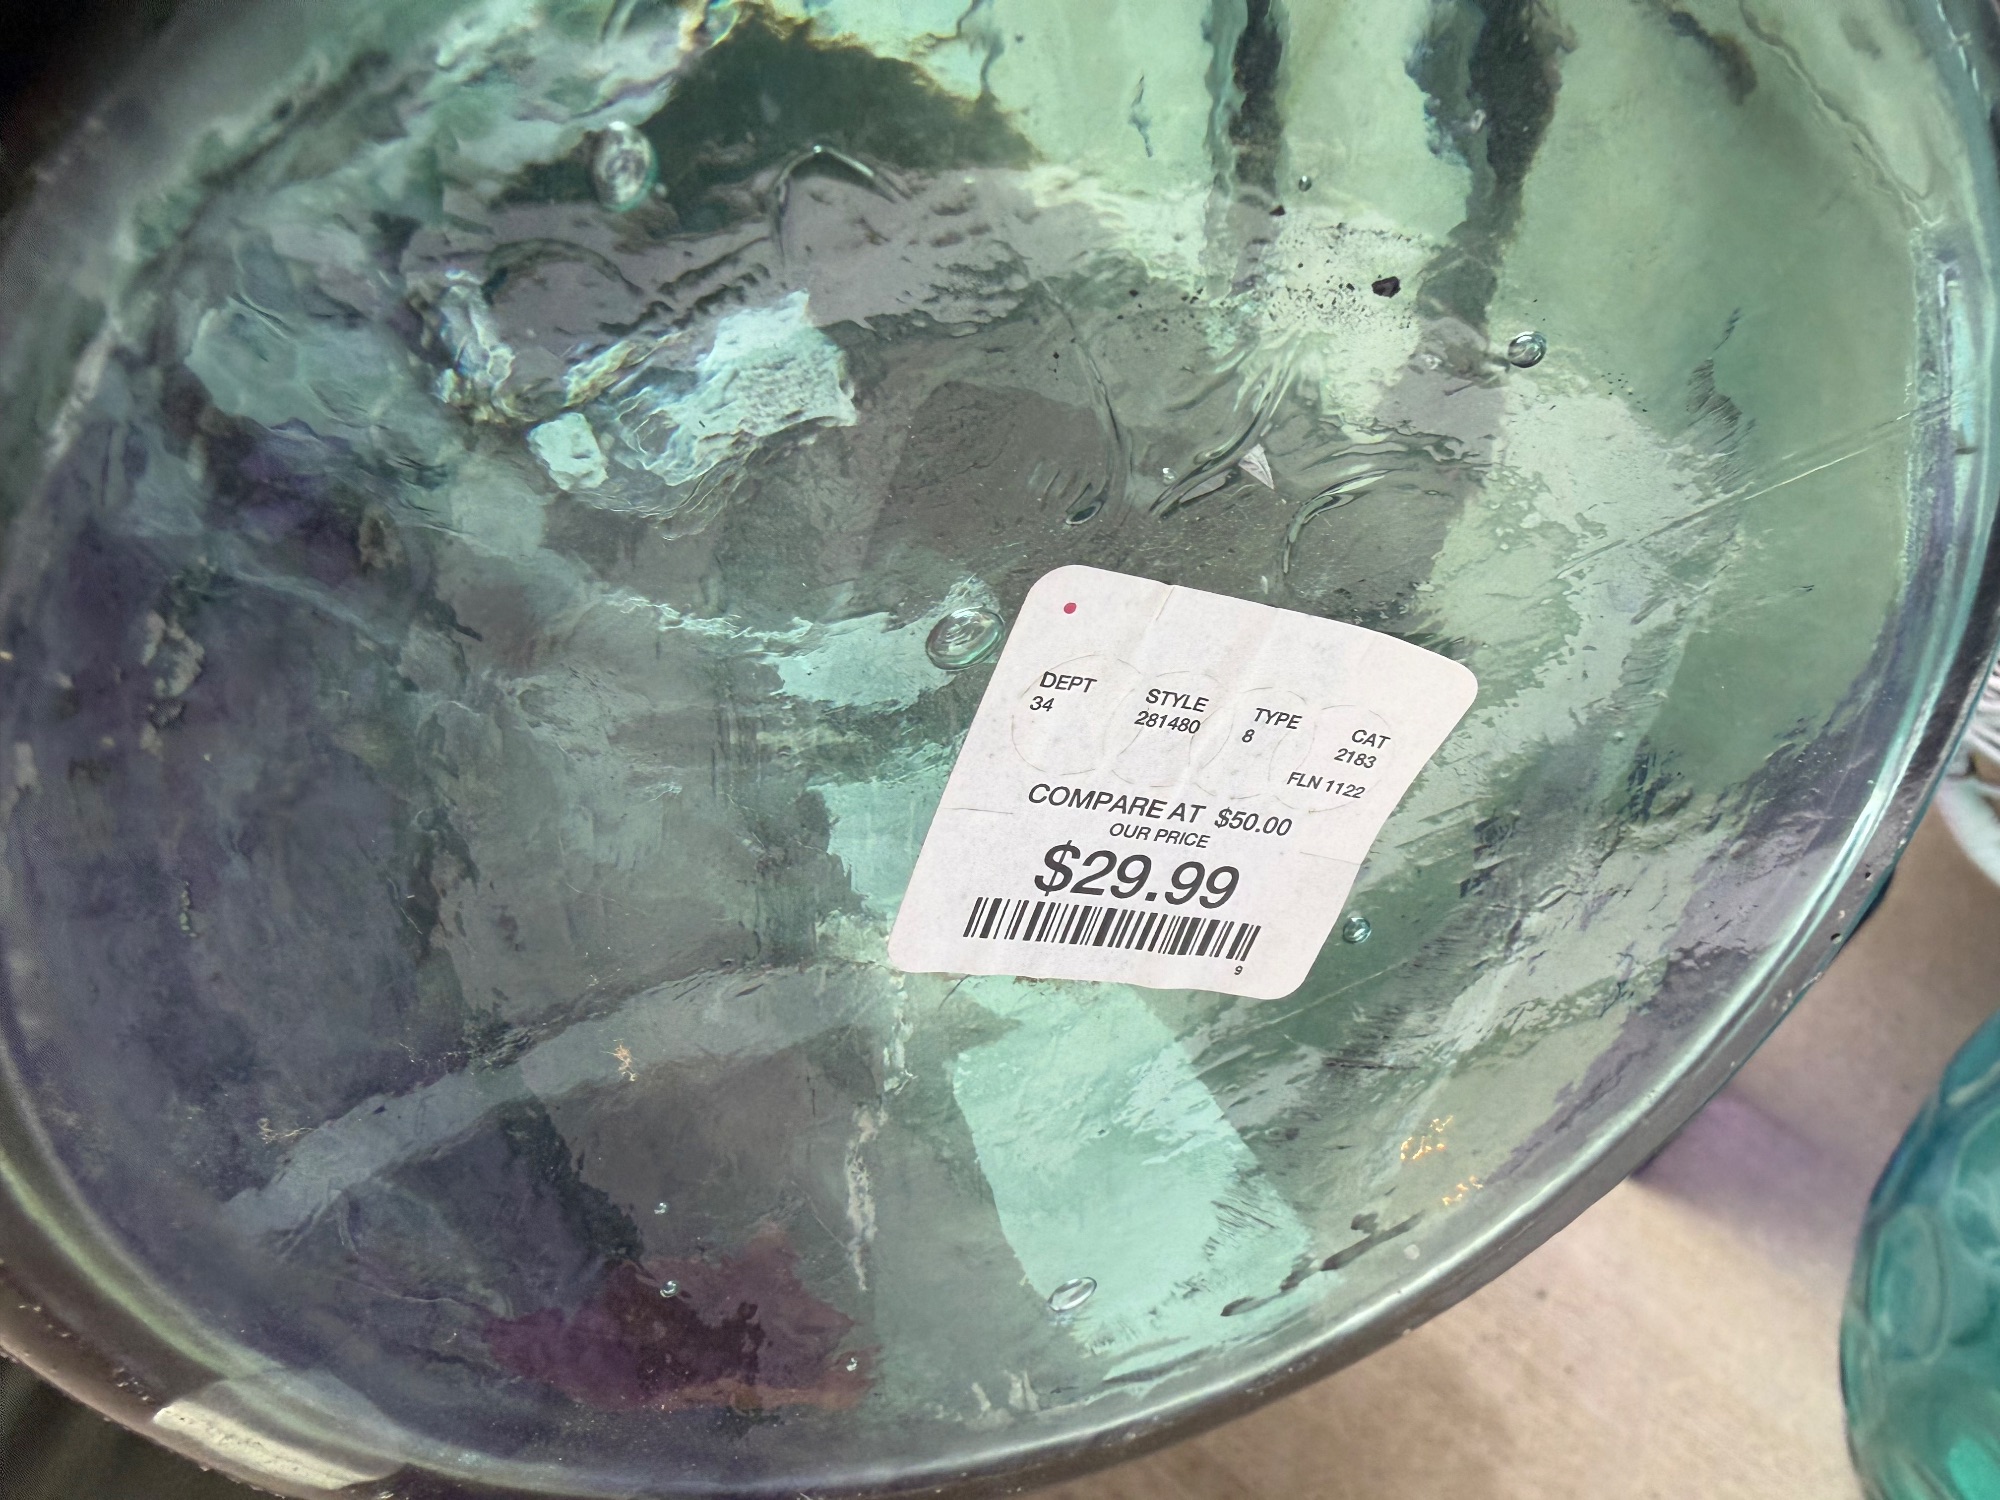 DEPT STYLE TYPE CAT
34 281480 8 2183
FLN 1122
COMPARE AT $50.00
OUR PRICE
$29.99
9